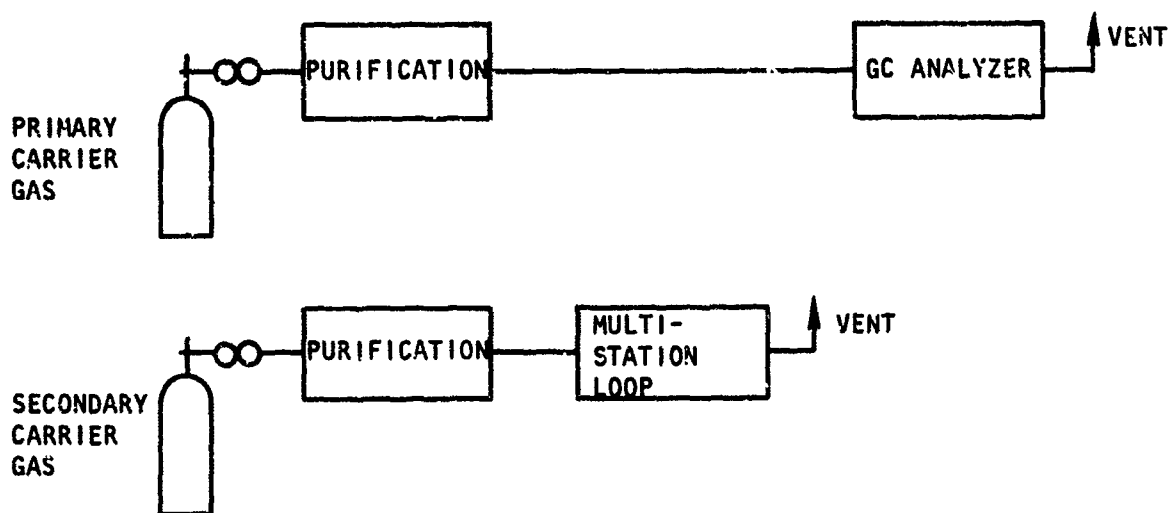 PURIFICATION
GC ANALYZER
VENT
PRIMARY
CARRIER
GAS
PURIFICATION
MULTI-
STATION
LOOP
VENT
SECONDARY
CARRIER
GAS